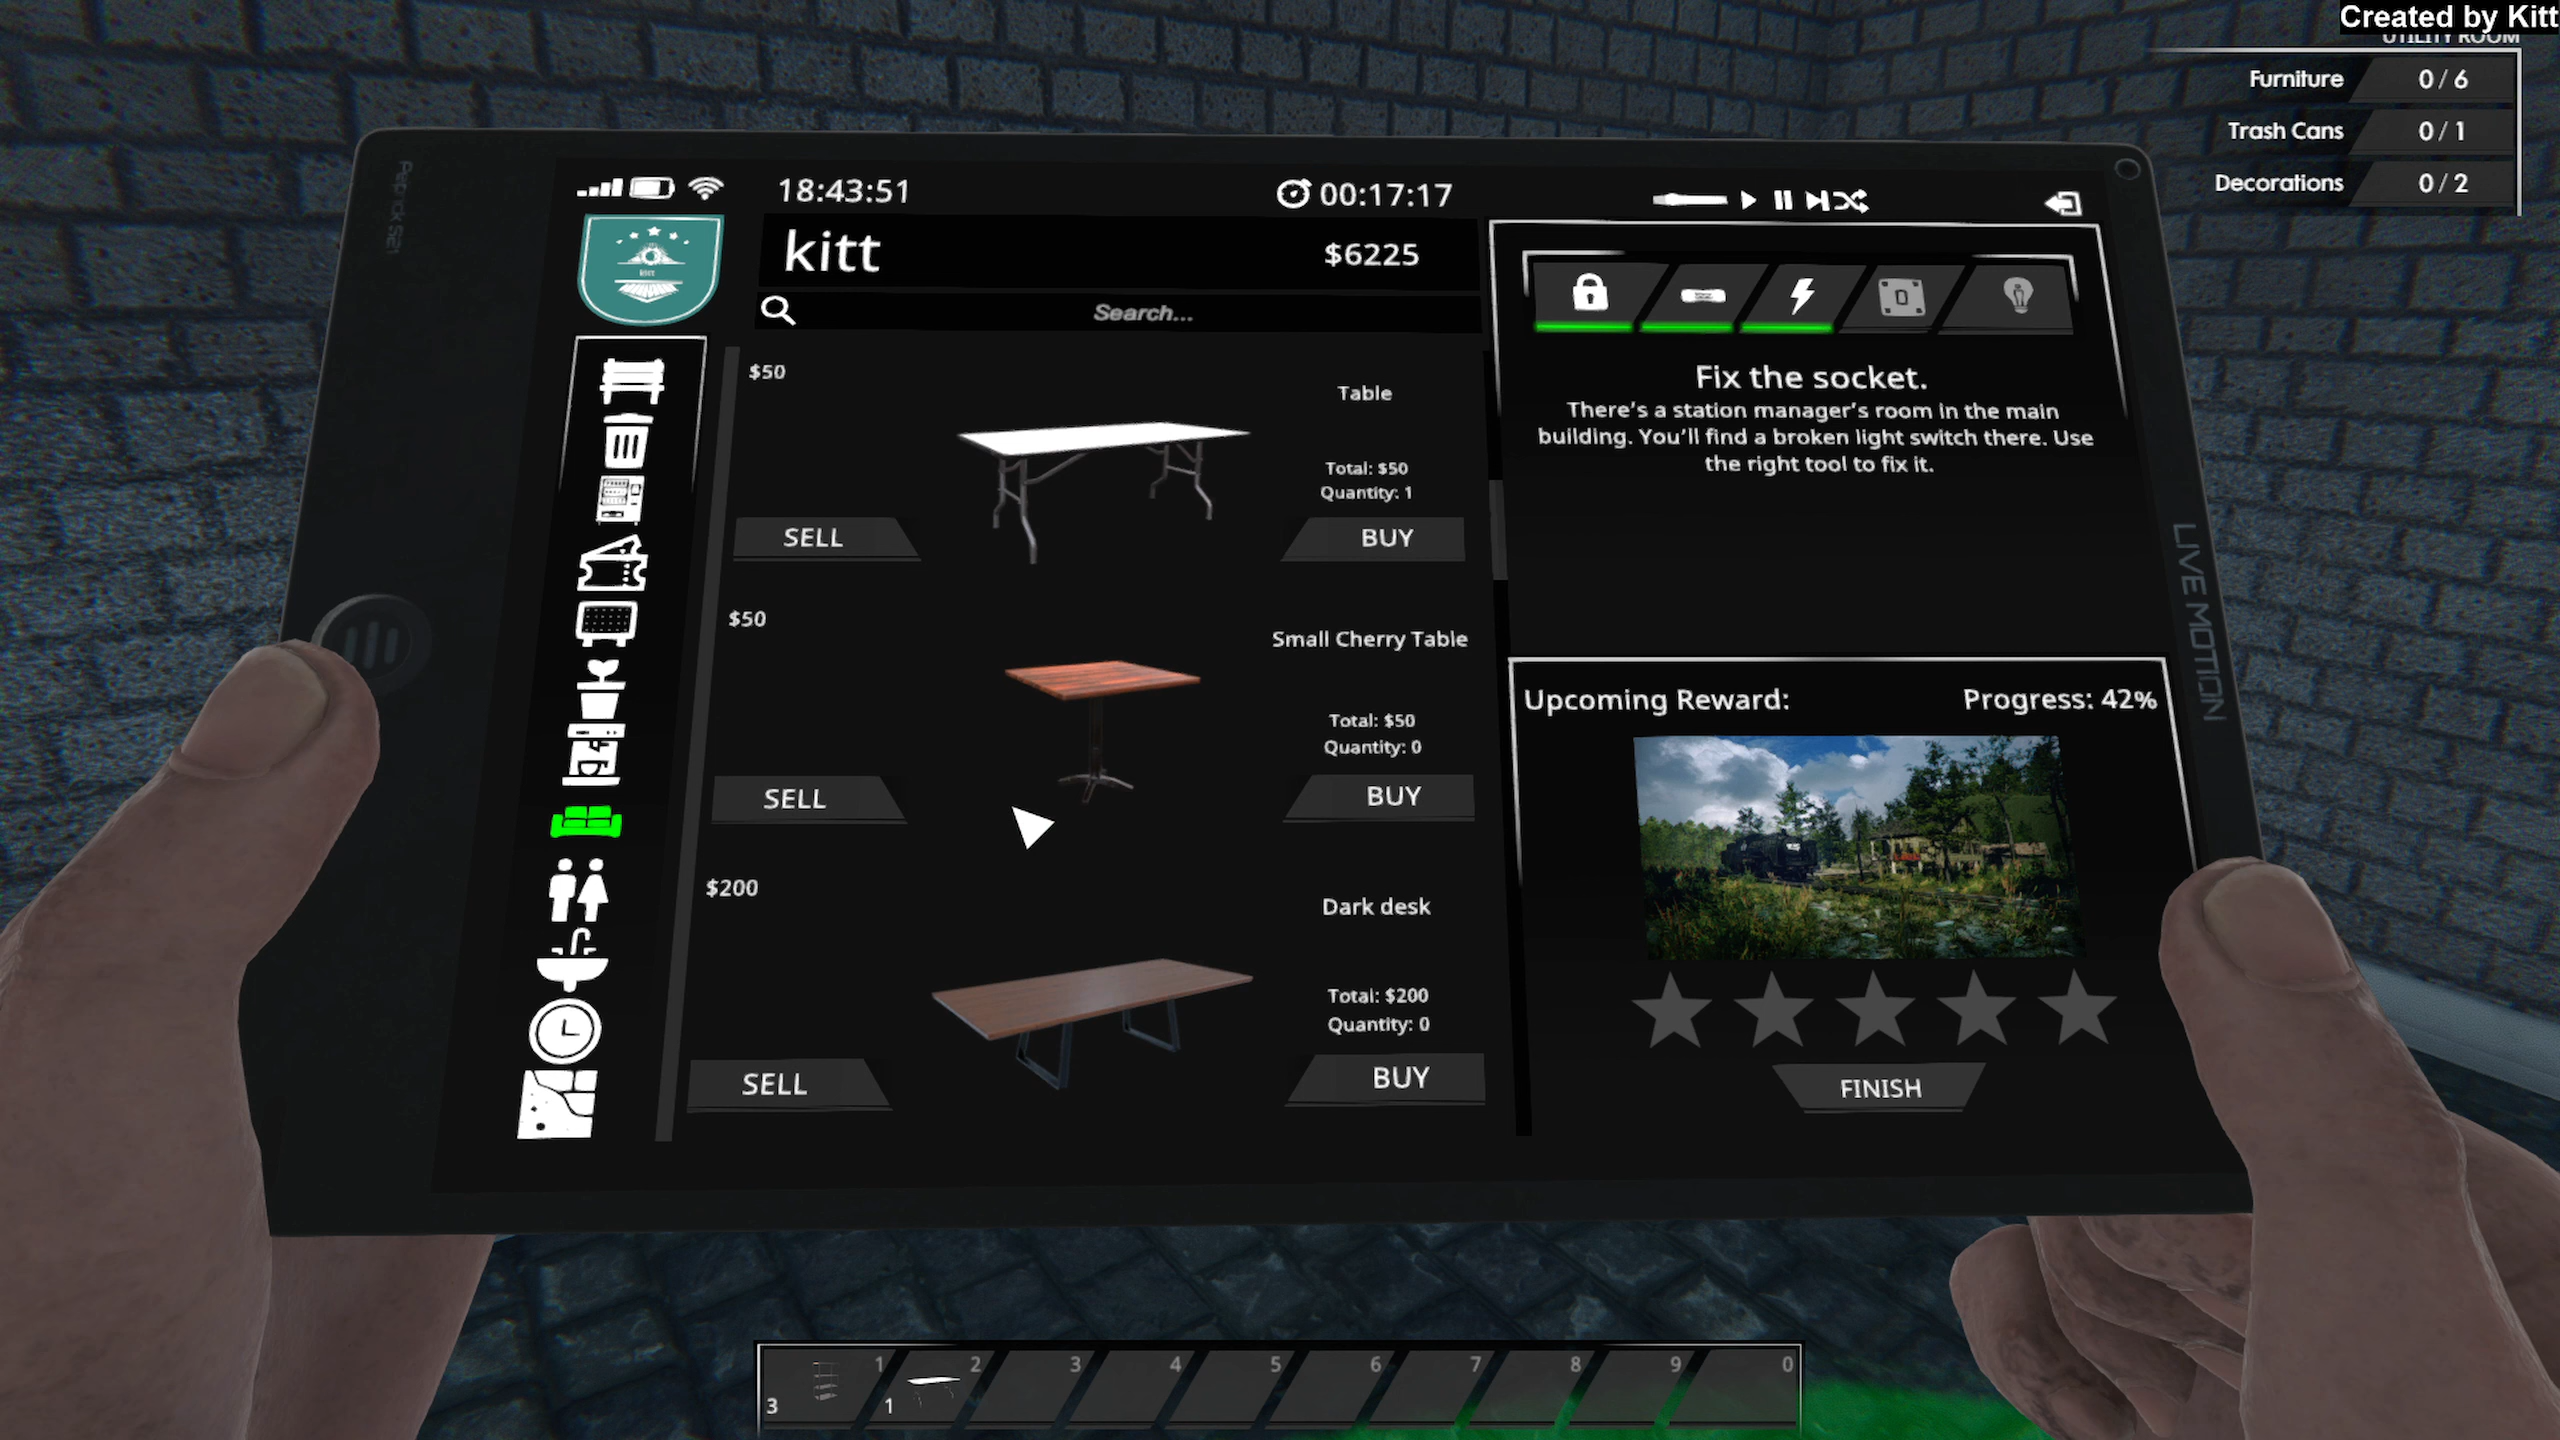 Created by Kitt
UTILITY ROOM
Furniture 0 / 6
Trash Cans 0 / 1
Decorations 0 / 2
18:43:51
00:17:17
kitt
$6225
Search...
$50
Table
Total: $50
Quantity: 1
SELL
BUY
$50
Small Cherry Table
Total: $50
Quantity: 0
SELL
BUY
$200
Dark desk
Total: $200
Quantity: 0
SELL
BUY
Fix the socket.
There's a station manager's room in the main
building. You'll find a broken light switch there. Use
the right tool to fix it.
Upcoming Reward:
Progress: 42%
FINISH
LIVE MOTION
1 2 3 4 5 6 7 8 9 0
3 1